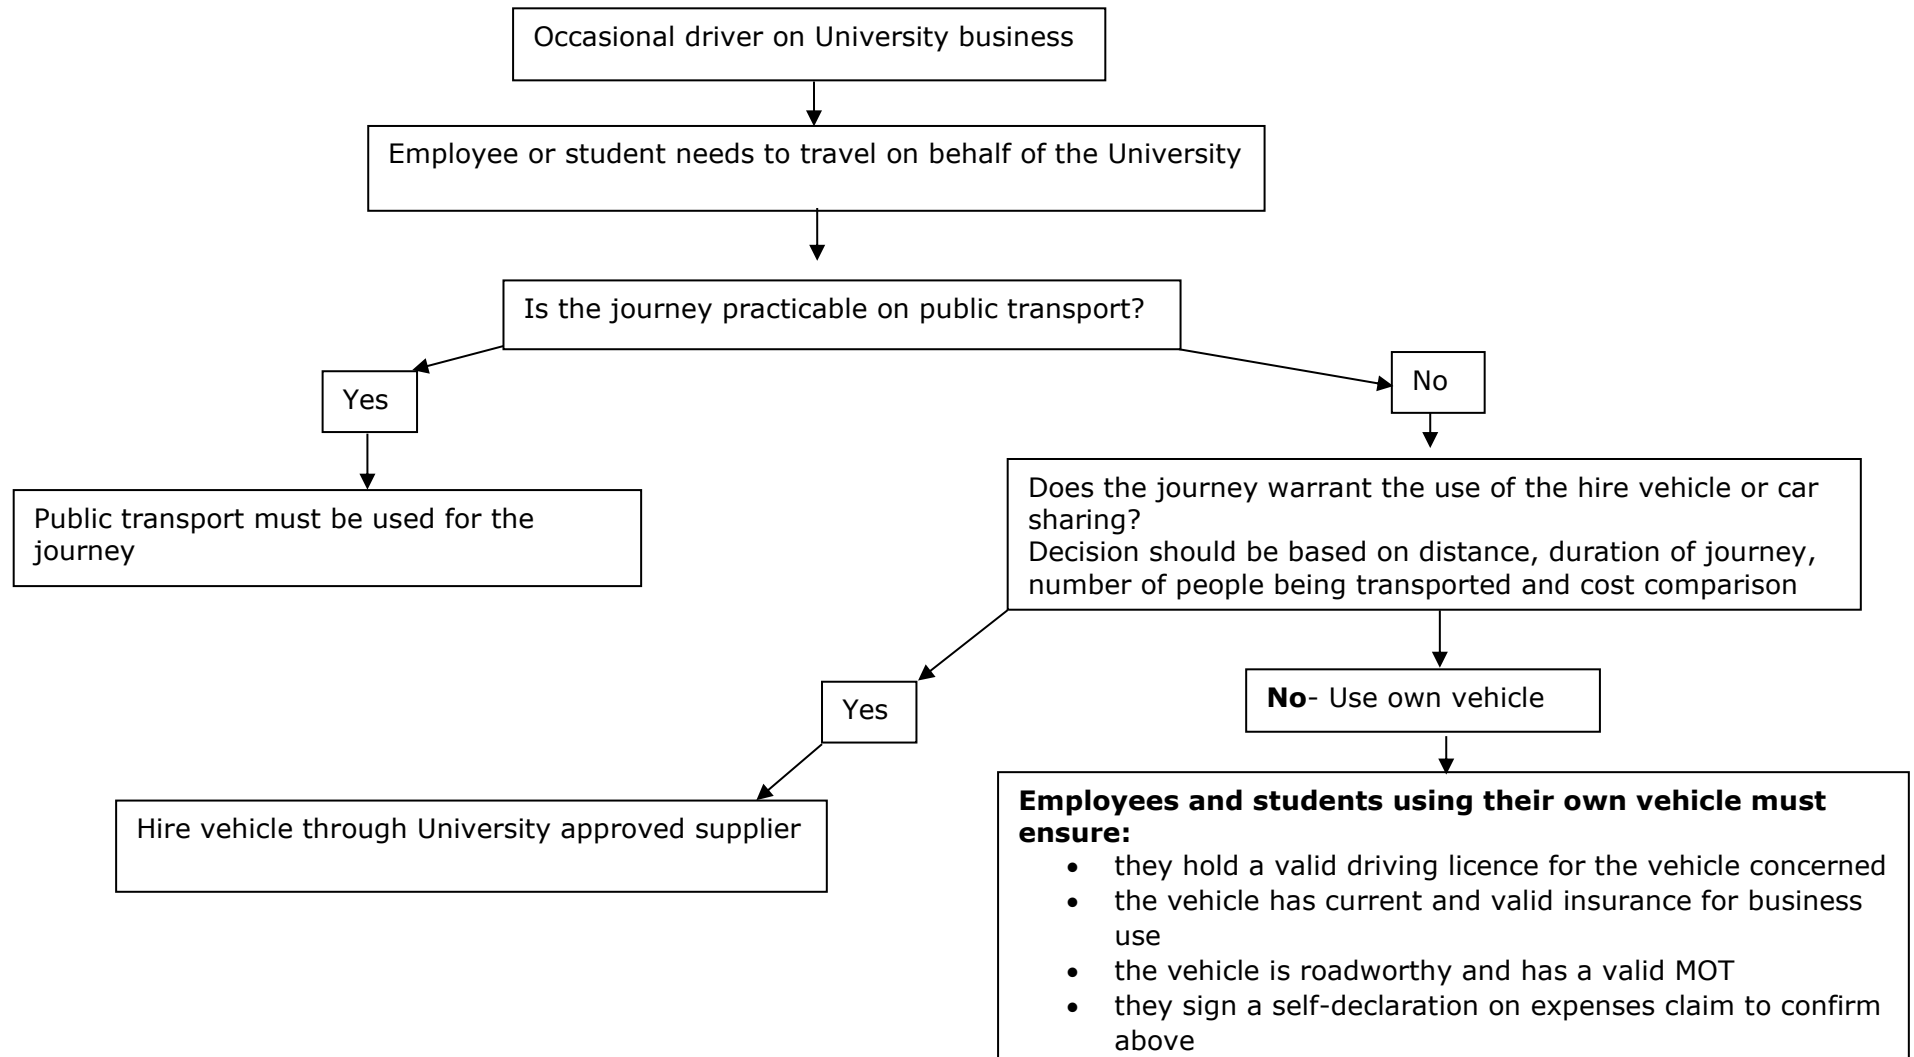 Occasional driver on University business
Employee or student needs to travel on behalf of the University
Is the journey practicable on public transport?
Yes
No
Public transport must be used for the
journey
Does the journey warrant the use of the hire vehicle or car
sharing?
Decision should be based on distance, duration of journey,
number of people being transported and cost comparison
Yes
No- Use own vehicle
Hire vehicle through University approved supplier
Employees and students using their own vehicle must
ensure:
• they hold a valid driving licence for the vehicle concerned
• the vehicle has current and valid insurance for business
use
• the vehicle is roadworthy and has a valid MOT
• they sign a self-declaration on expenses claim to confirm
above